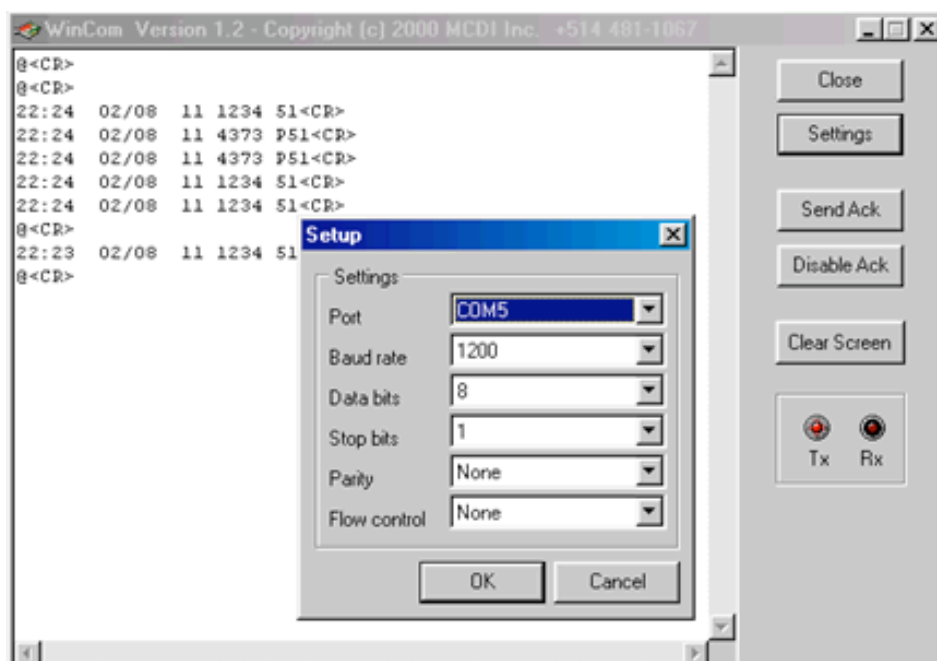 WinCom Version 1.2 - Copyright (c) 2000 MCDI Inc. +514 481-1067
@<CR>
@<CR>
22:24 02/08 11 1234 51<CR>
22:24 02/08 11 4373 P51<CR>
22:24 02/08 11 4373 P51<CR>
22:24 02/08 11 1234 51<CR>
22:24 02/08 11 1234 51<CR>
@<CR>
22:23 02/08 11 1234 51
@<CR>
Setup
Settings
Port COM5
Baud rate 1200
Data bits 8
Stop bits 1
Parity None
Flow control None
OK Cancel
Close
Settings
Send Ack
Disable Ack
Clear Screen
Tx Rx